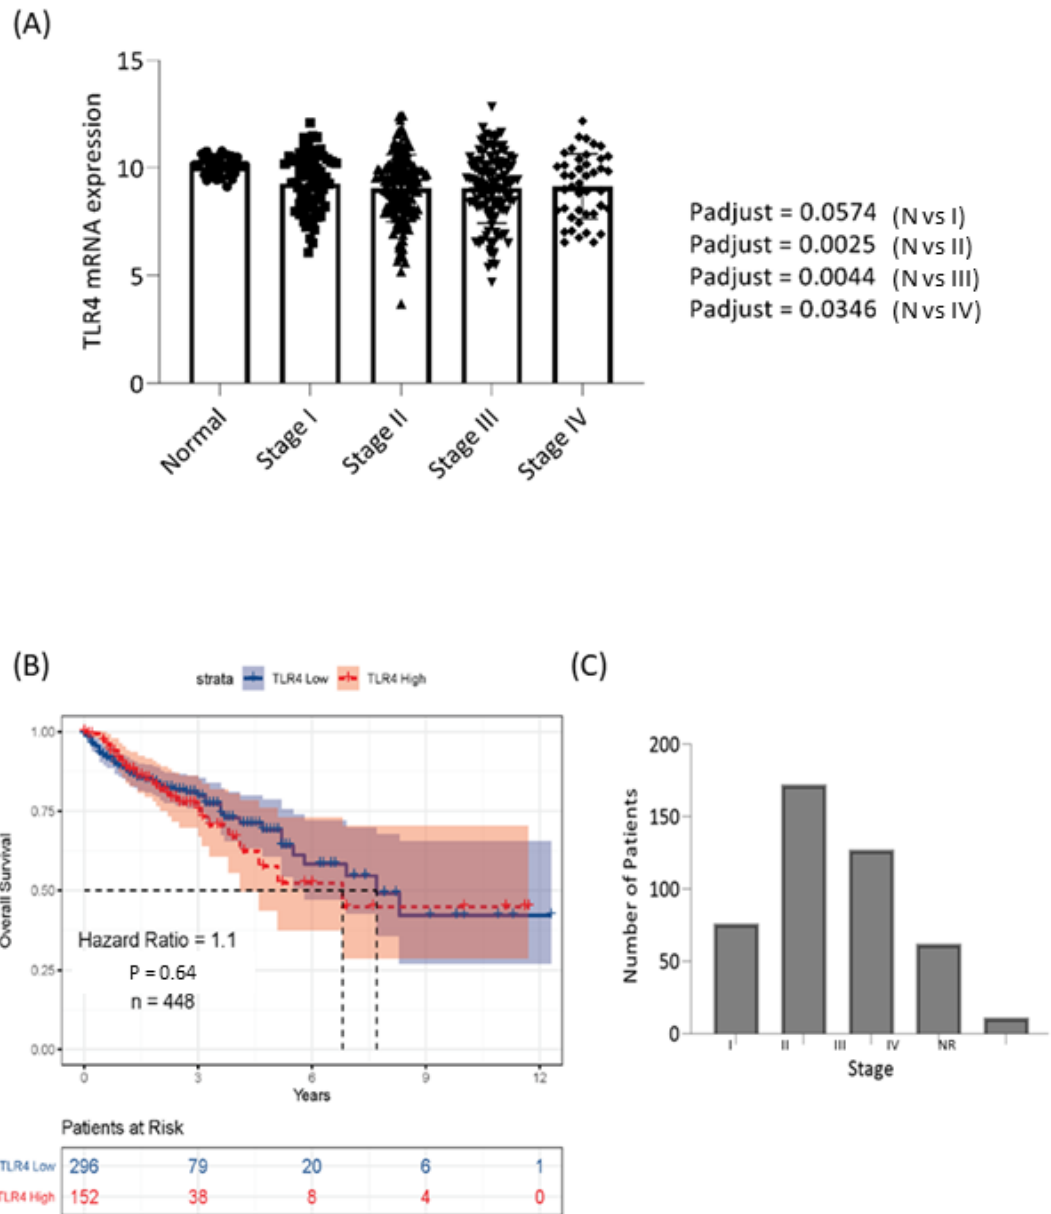 (A)
TLR4 mRNA expression
15
10
5
0
Normal
Stage I
Stage II
Stage III
Stage IV
Padjust = 0.0574 (N vs I)
Padjust = 0.0025 (N vs II)
Padjust = 0.0044 (N vs III)
Padjust = 0.0346 (N vs IV)
(B)
strata TLR4 Low TLR4 High
Overall Survival
1.00
0.75
0.50
0.25
0.00
Hazard Ratio = 1.1
P = 0.64
n = 448
0 3 6 9 12
Years
Patients at Risk
TLR4 Low 296 79 20 6 1
TLR4 High 152 38 8 4 0
(C)
Number of Patients
200
150
100
50
0
I II III IV NR
Stage